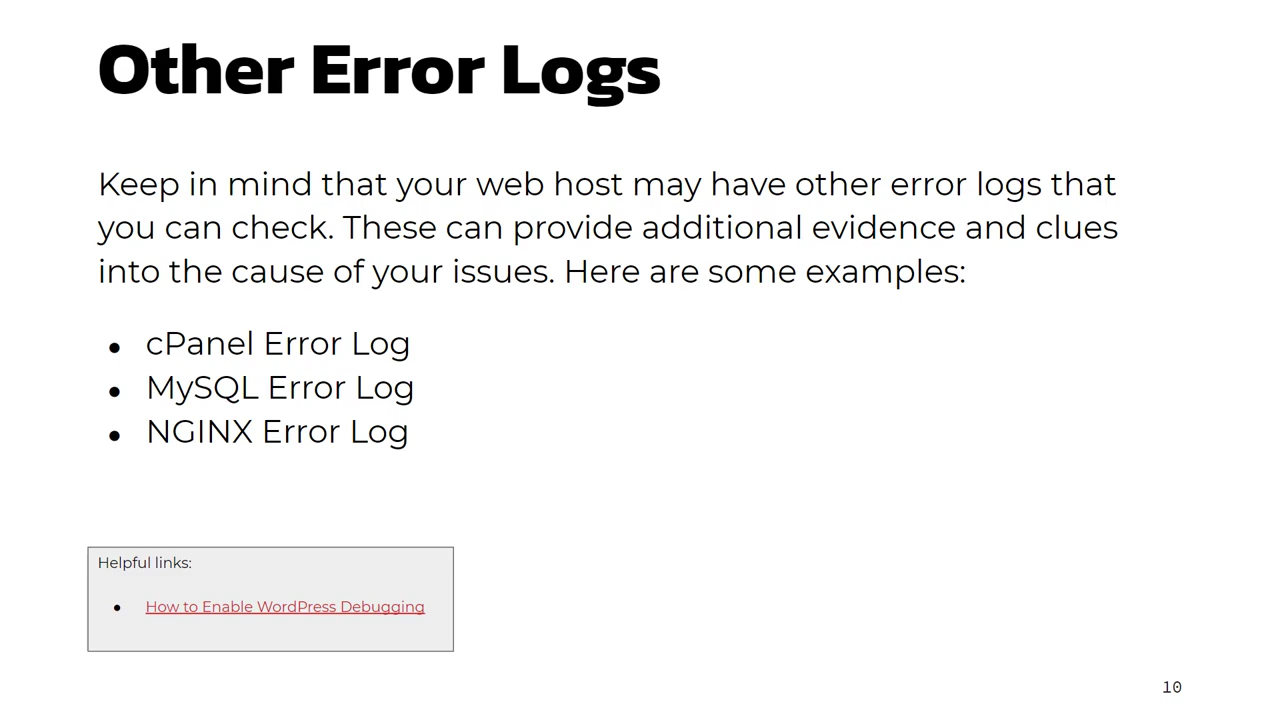 Other Error Logs
Keep in mind that your web host may have other error logs that
you can check. These can provide additional evidence and clues
into the cause of your issues. Here are some examples:
● cPanel Error Log
● MySQL Error Log
● NGINX Error Log
Helpful links:
● How to Enable WordPress Debugging
10